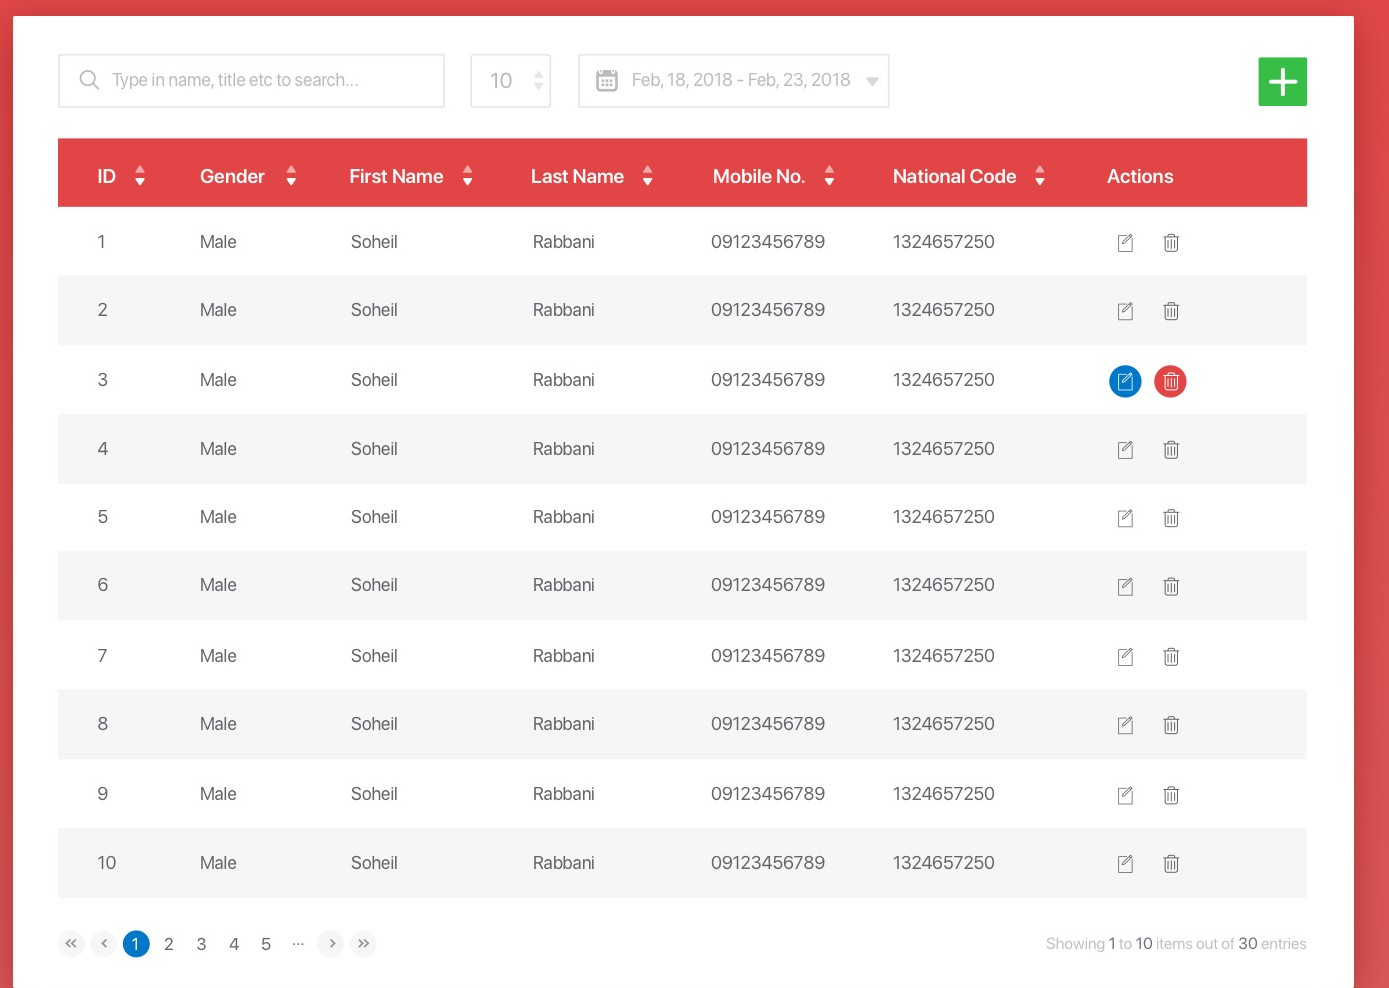 Type in name, title etc to search... 10 Feb, 18, 2018 - Feb, 23, 2018
ID Gender First Name Last Name Mobile No. National Code Actions
1 Male Soheil Rabbani 09123456789 1324657250
2 Male Soheil Rabbani 09123456789 1324657250
3 Male Soheil Rabbani 09123456789 1324657250
4 Male Soheil Rabbani 09123456789 1324657250
5 Male Soheil Rabbani 09123456789 1324657250
6 Male Soheil Rabbani 09123456789 1324657250
7 Male Soheil Rabbani 09123456789 1324657250
8 Male Soheil Rabbani 09123456789 1324657250
9 Male Soheil Rabbani 09123456789 1324657250
10 Male Soheil Rabbani 09123456789 1324657250
« ‹ 1 2 3 4 5 ... › » Showing 1 to 10 items out of 30 entries